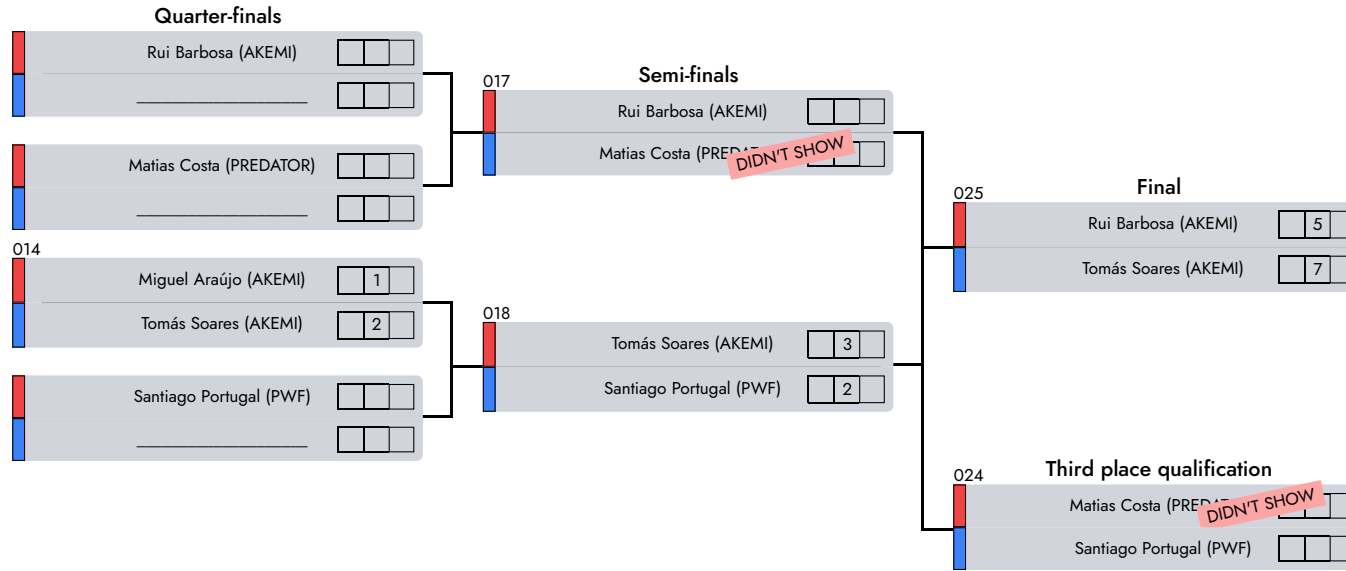 Quarter-finals
Rui Barbosa (AKEMI)
____________________
Matias Costa (PREDATOR)
____________________
014
Miguel Araújo (AKEMI) 1
Tomás Soares (AKEMI) 2
Santiago Portugal (PWF)
____________________
Semi-finals
017
Rui Barbosa (AKEMI)
Matias Costa
DIDN'T SHOW
018
Tomás Soares (AKEMI) 3
Santiago Portugal (PWF) 2
Final
025
Rui Barbosa (AKEMI) 5
Tomás Soares (AKEMI) 7
Third place qualification
024
Matias Costa
DIDN'T SHOW
Santiago Portugal (PWF)